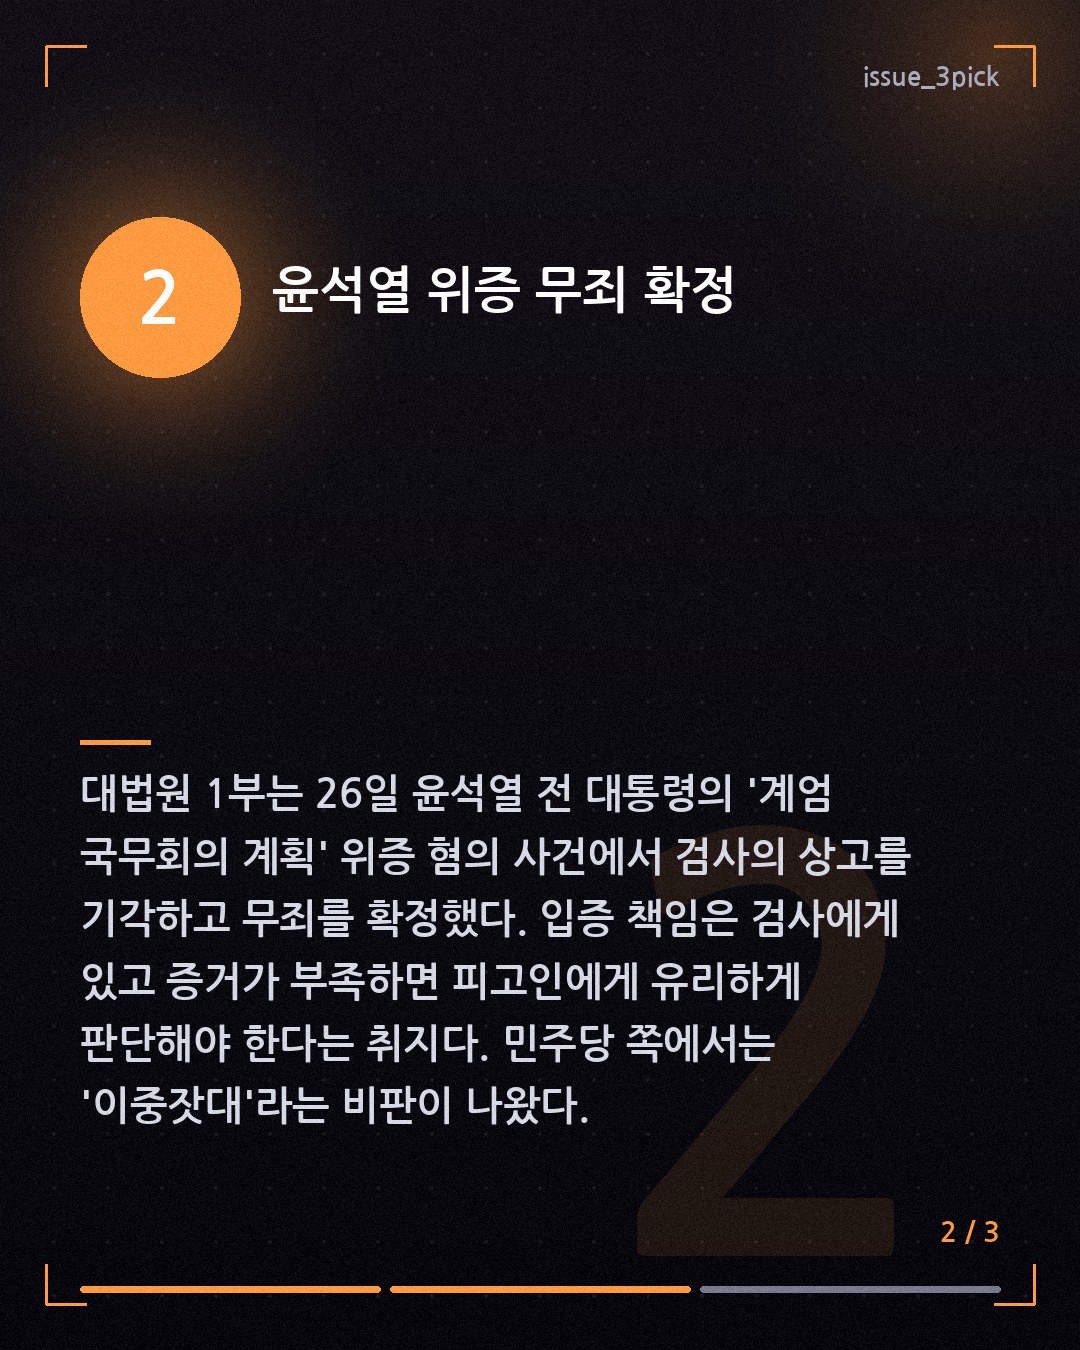 issue_3pick
2
윤석열 위증 무죄 확정
대법원 1부는 26일 윤석열 전 대통령의 '계엄
국무회의 계획' 위증 혐의 사건에서 검사의 상고를
기각하고 무죄를 확정했다. 입증 책임은 검사에게
있고 증거가 부족하면 피고인에게 유리하게
판단해야 한다는 취지다. 민주당 쪽에서는
'이중잣대'라는 비판이 나왔다.
2
2 / 3